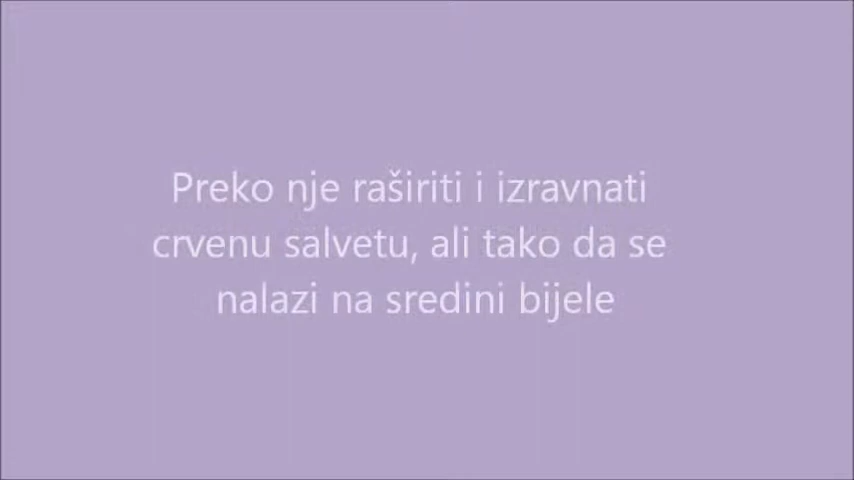 Preko nje raširiti i izravnati
crvenu salvetu, ali tako da se
nalazi na sredini bijele